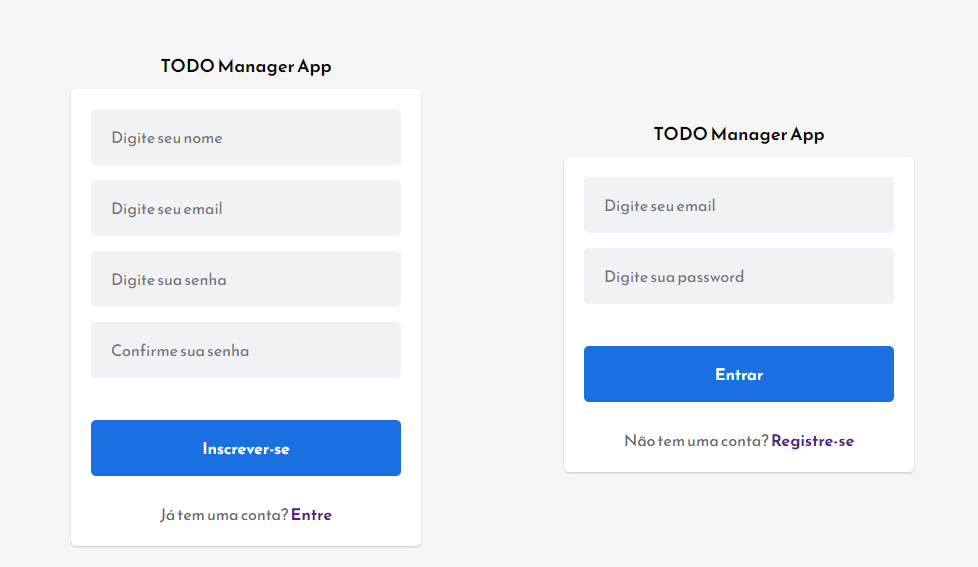 TODO Manager App
Digite seu nome
Digite seu email
Digite sua senha
Confirme sua senha
Inscrever-se
Já tem uma conta? Entre
TODO Manager App
Digite seu email
Digite sua password
Entrar
Não tem uma conta? Registre-se